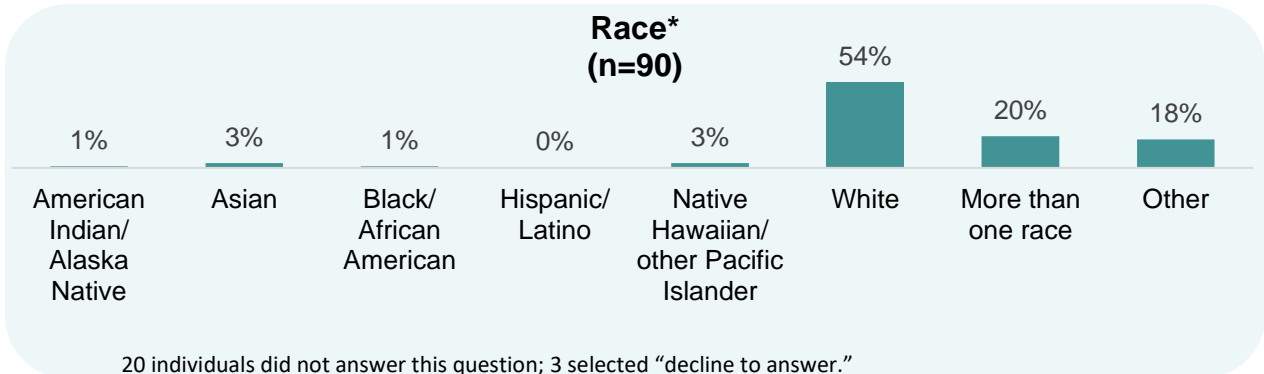 Race*
(n=90)
1%
3%
1%
0%
3%
54%
20%
18%
American
Indian/
Alaska
Native
Asian
Black/
African
American
Hispanic/
Latino
Native
Hawaiian/
other Pacific
Islander
White
More than
one race
Other
20 individuals did not answer this question; 3 selected “decline to answer.”